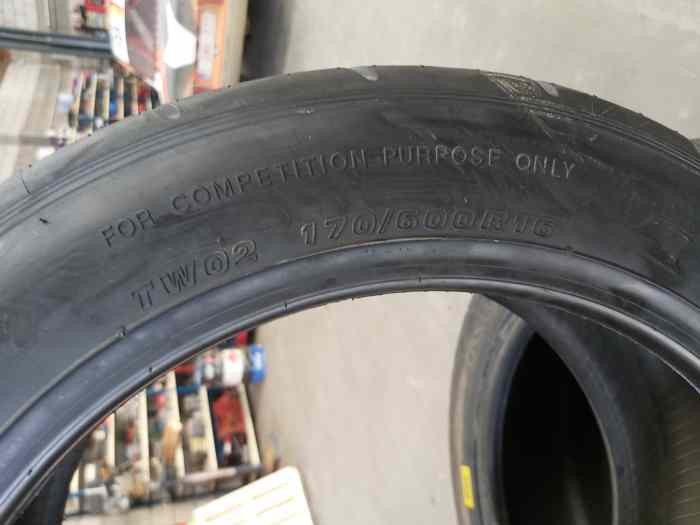 FOR COMPETITION PURPOSE ONLY
TW02 170/600R16